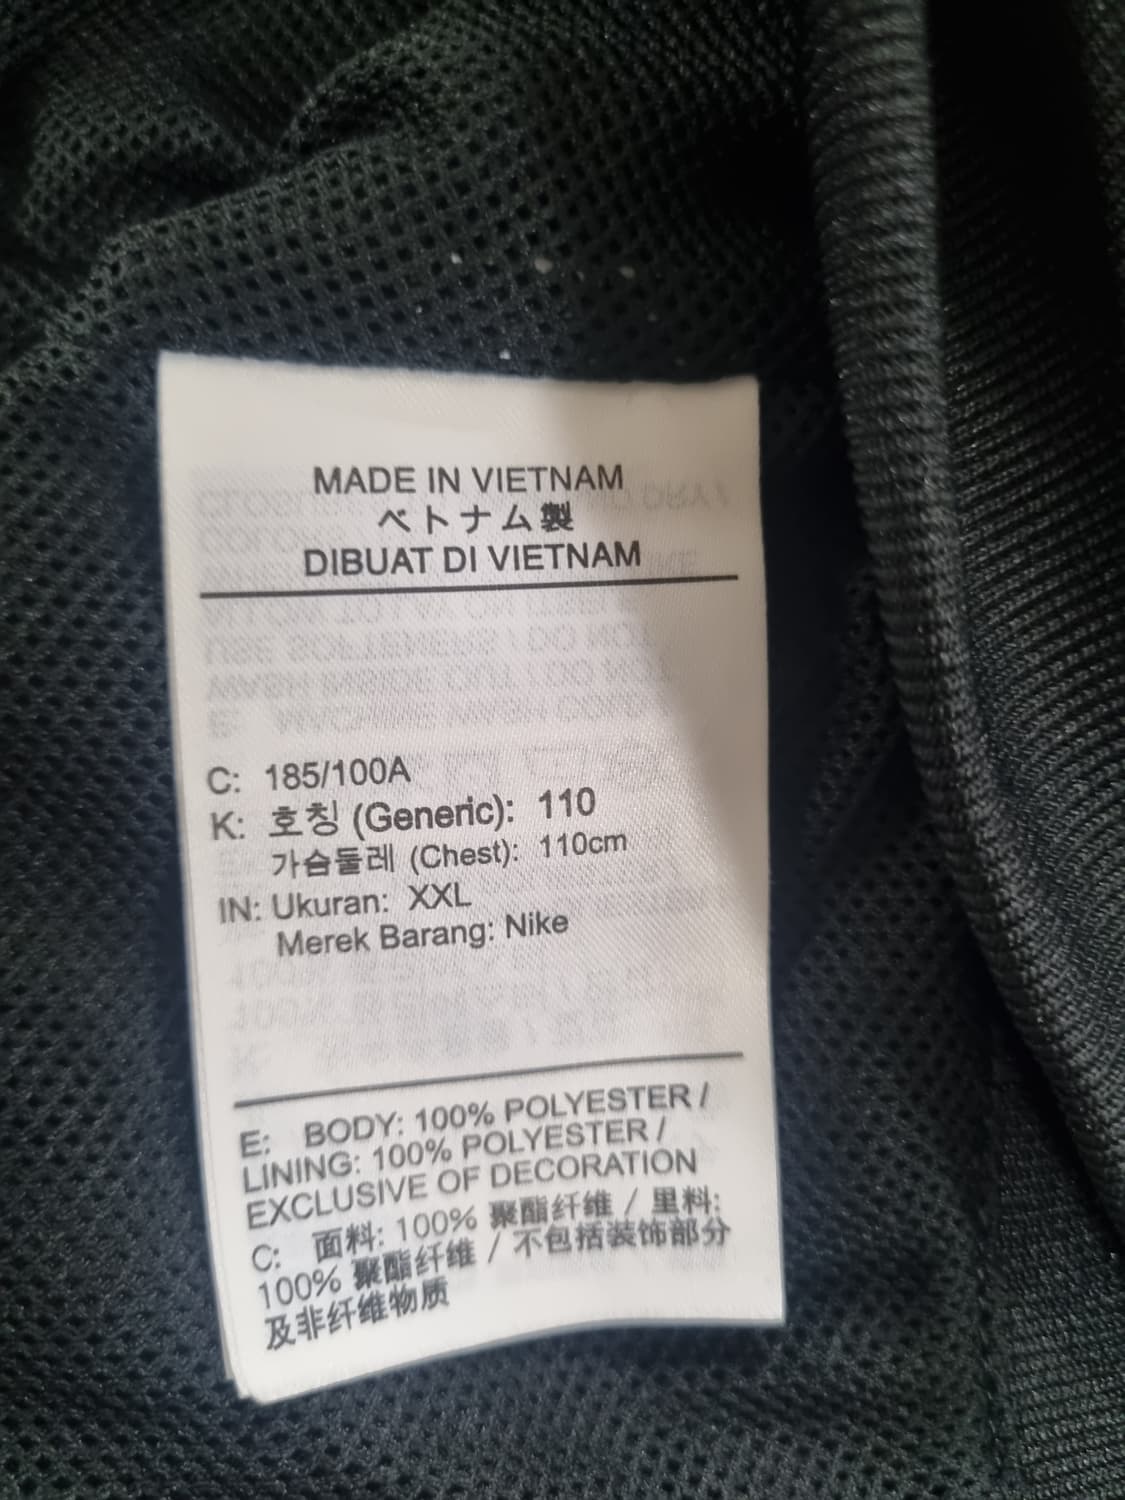 MADE IN VIETNAM
ベトナム製
DIBUAT DI VIETNAM
C: 185/100A
K: 호칭 (Generic): 110
가슴둘레 (Chest): 110cm
IN: Ukuran: XXL
Merek Barang: Nike
E: BODY: 100% POLYESTER /
LINING: 100% POLYESTER /
EXCLUSIVE OF DECORATION
C: 面料: 100% 聚酯纤维 / 里料:
100% 聚酯纤维 / 不包括装饰部分
及非纤维物质